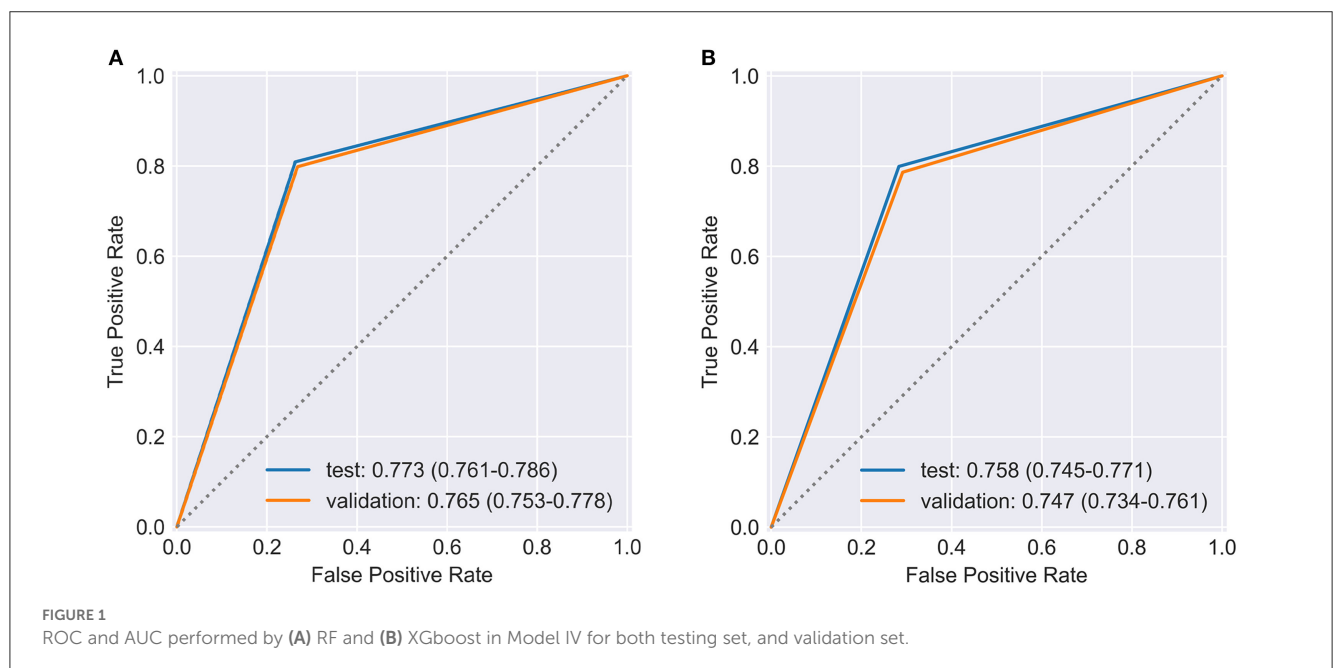 A
1.0
0.8
0.6
0.4
0.2
0.0
True Positive Rate
test: 0.773 (0.761-0.786)
validation: 0.765 (0.753-0.778)
0.0 0.2 0.4 0.6 0.8 1.0
False Positive Rate
B
1.0
0.8
0.6
0.4
0.2
0.0
True Positive Rate
test: 0.758 (0.745-0.771)
validation: 0.747 (0.734-0.761)
0.0 0.2 0.4 0.6 0.8 1.0
False Positive Rate
FIGURE 1
ROC and AUC performed by (A) RF and (B) XGboost in Model IV for both testing set, and validation set.